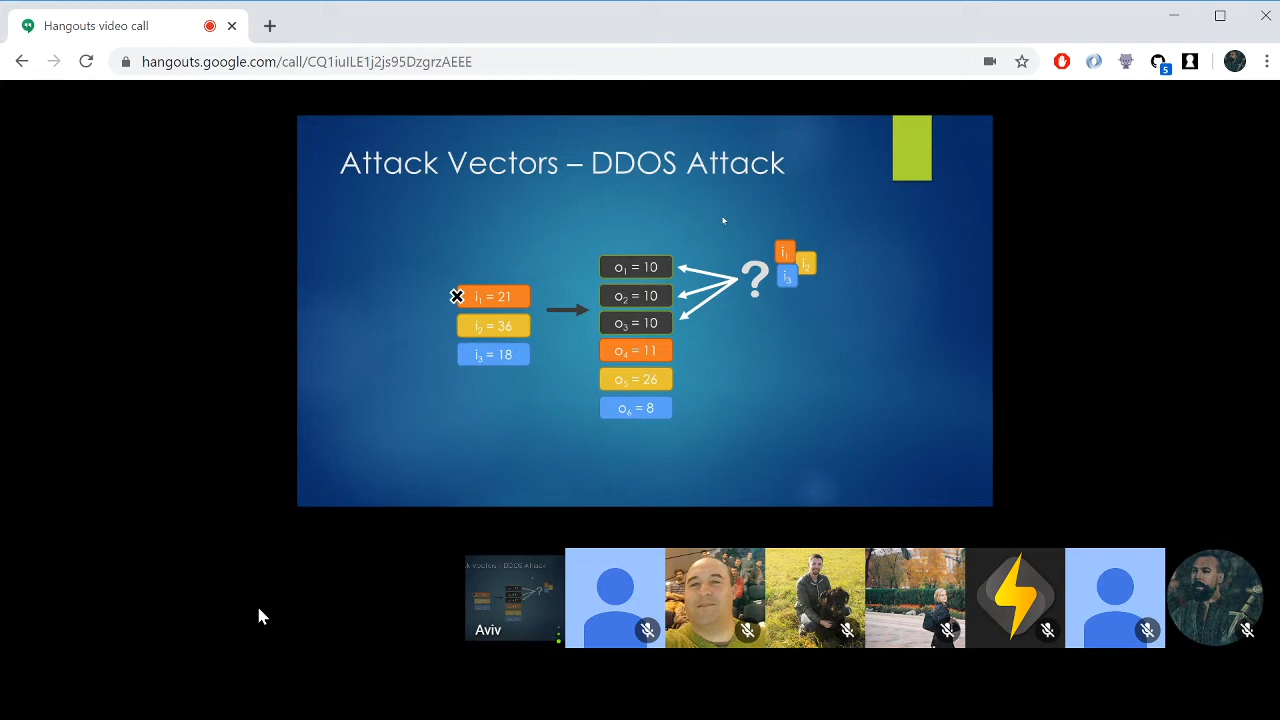 Hangouts video call
hangouts.google.com/call/CQ1iuILE1j2js95DzgrzAEEE
5
Attack Vectors – DDOS Attack
i₁ = 21
i₂ = 36
i₃ = 18
o₁ = 10
o₂ = 10
o₃ = 10
o₄ = 11
o₅ = 26
o₆ = 8
?
i₁
i₂
i₃
Aviv